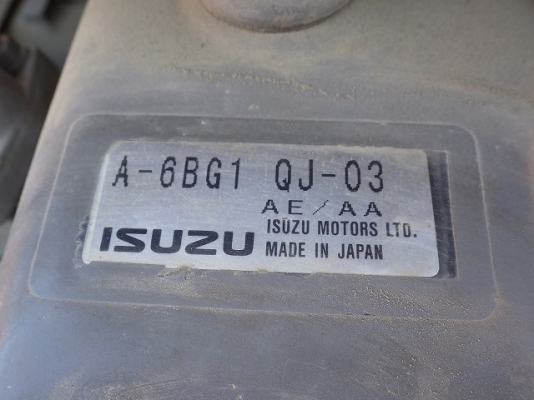 A-6BG1 QJ-03
AE/AA
ISUZU
ISUZU MOTORS LTD.
MADE IN JAPAN